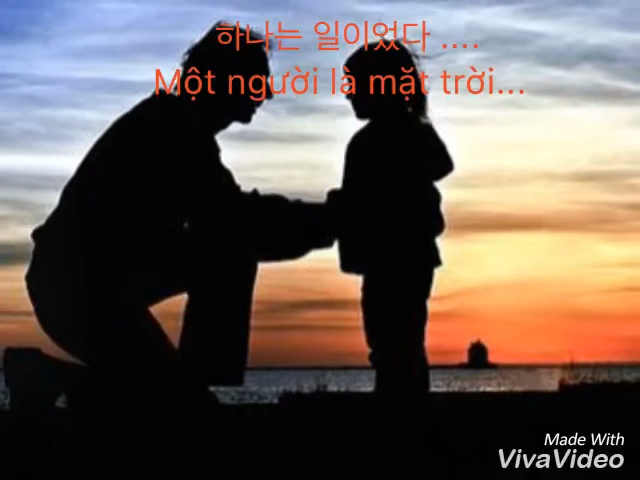 하나는 일이었다 ....
Một người là mặt trời...
Made With
VivaVideo